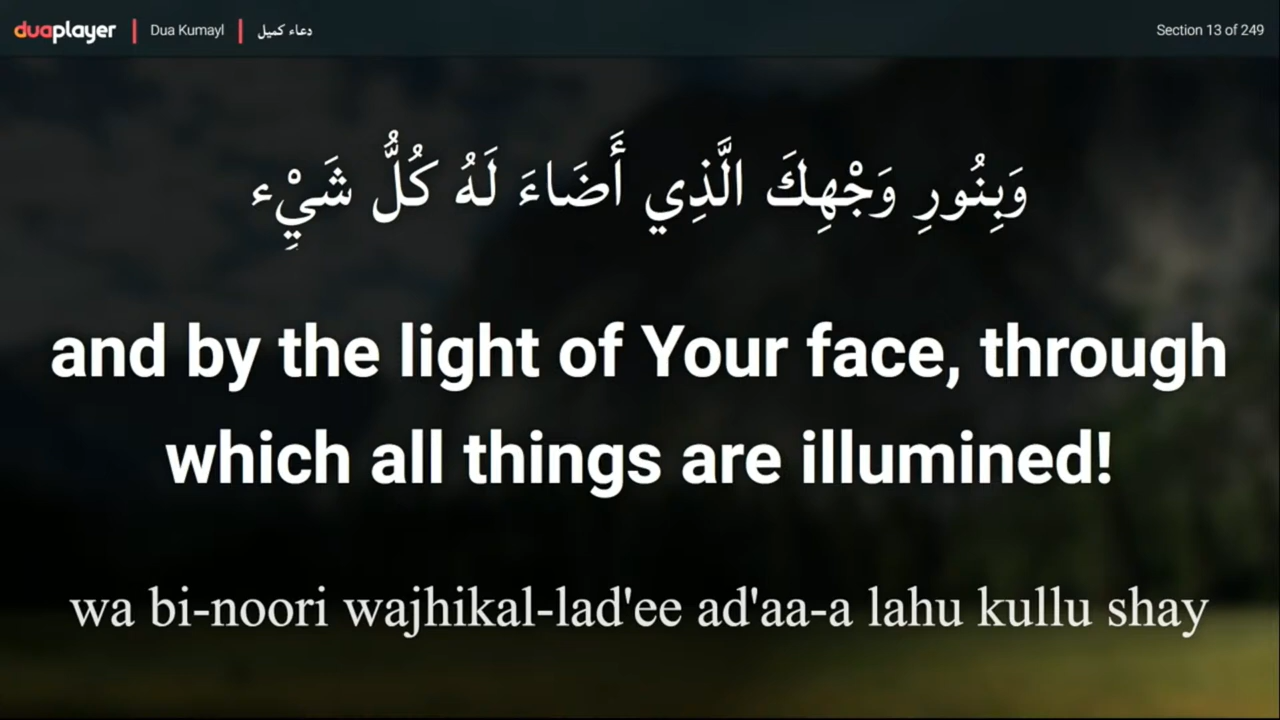 duaplayer | Dua Kumayl | دعاء كميل
Section 13 of 249
وَبِنُورِ وَجْهِكَ الَّذِي أَضَاءَ لَهُ كُلُّ شَيْءٍ
and by the light of Your face, through
which all things are illumined!
wa bi-noori wajhikal-lad'ee ad'aa-a lahu kullu shay